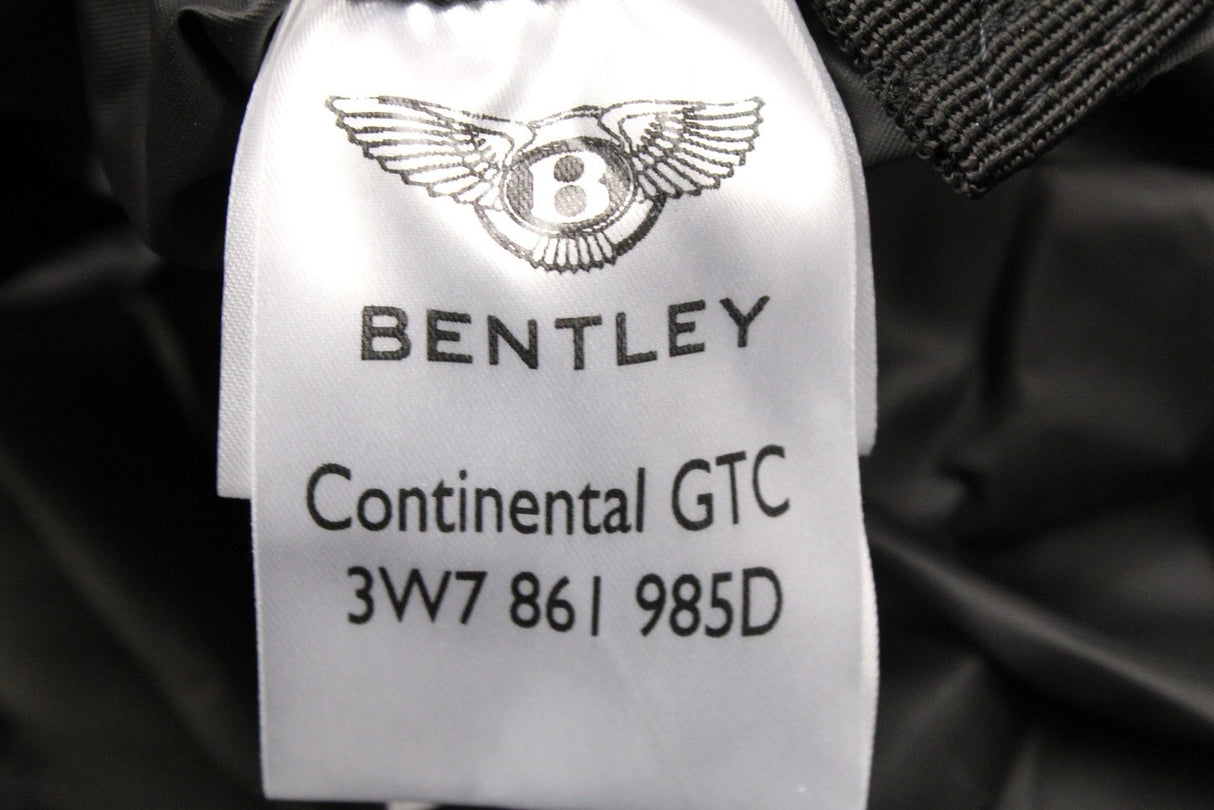 B
BENTLEY
Continental GTC
3W7 861 985D